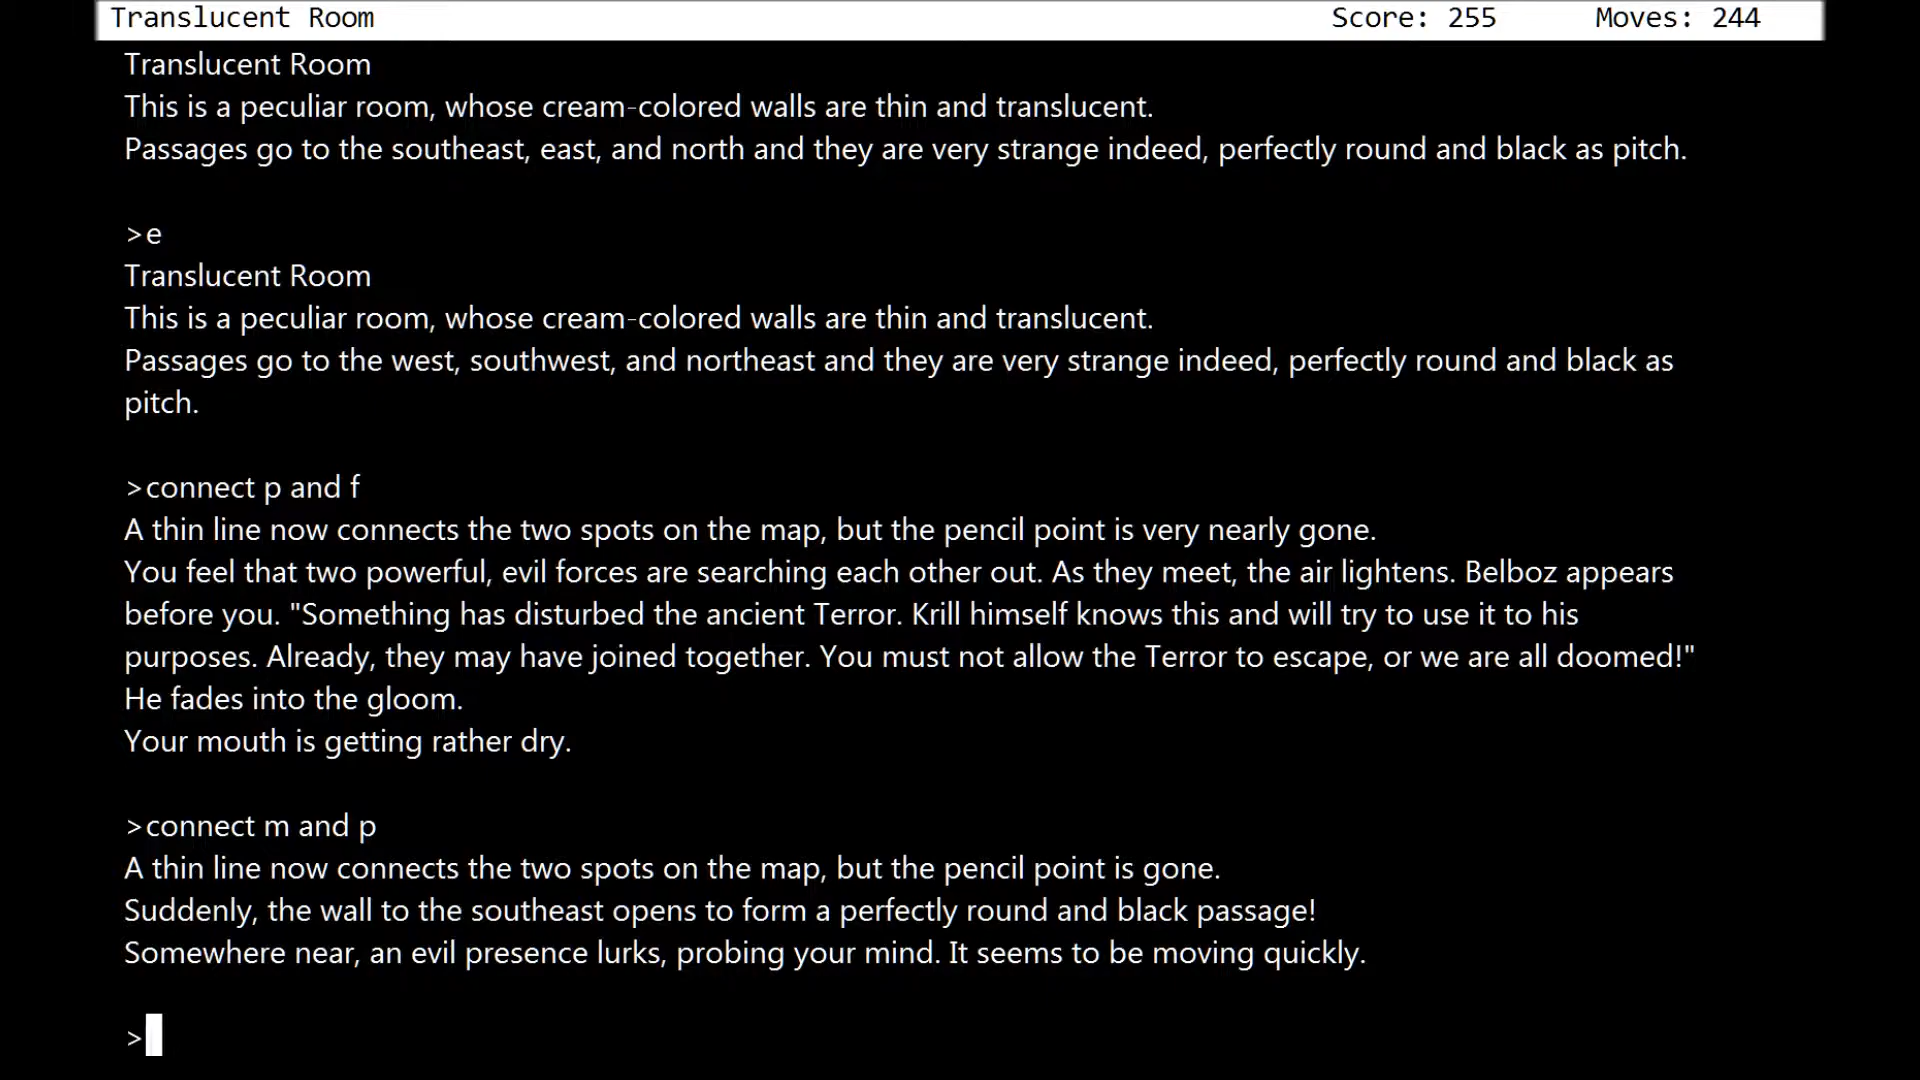 Translucent Room Score: 255 Moves: 244
Translucent Room
This is a peculiar room, whose cream-colored walls are thin and translucent.
Passages go to the southeast, east, and north and they are very strange indeed, perfectly round and black as pitch.
>e
Translucent Room
This is a peculiar room, whose cream-colored walls are thin and translucent.
Passages go to the west, southwest, and northeast and they are very strange indeed, perfectly round and black as
pitch.
>connect p and f
A thin line now connects the two spots on the map, but the pencil point is very nearly gone.
You feel that two powerful, evil forces are searching each other out. As they meet, the air lightens. Belboz appears
before you. "Something has disturbed the ancient Terror. Krill himself knows this and will try to use it to his
purposes. Already, they may have joined together. You must not allow the Terror to escape, or we are all doomed!"
He fades into the gloom.
Your mouth is getting rather dry.
>connect m and p
A thin line now connects the two spots on the map, but the pencil point is gone.
Suddenly, the wall to the southeast opens to form a perfectly round and black passage!
Somewhere near, an evil presence lurks, probing your mind. It seems to be moving quickly.
>